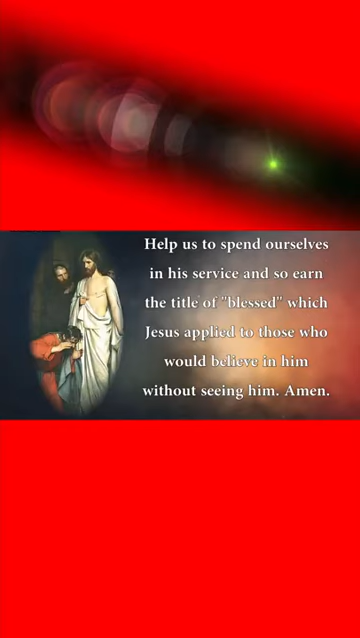 Help us to spend ourselves
in his service and so earn
the title of "blessed" which
Jesus applied to those who
would believe in him
without seeing him. Amen.